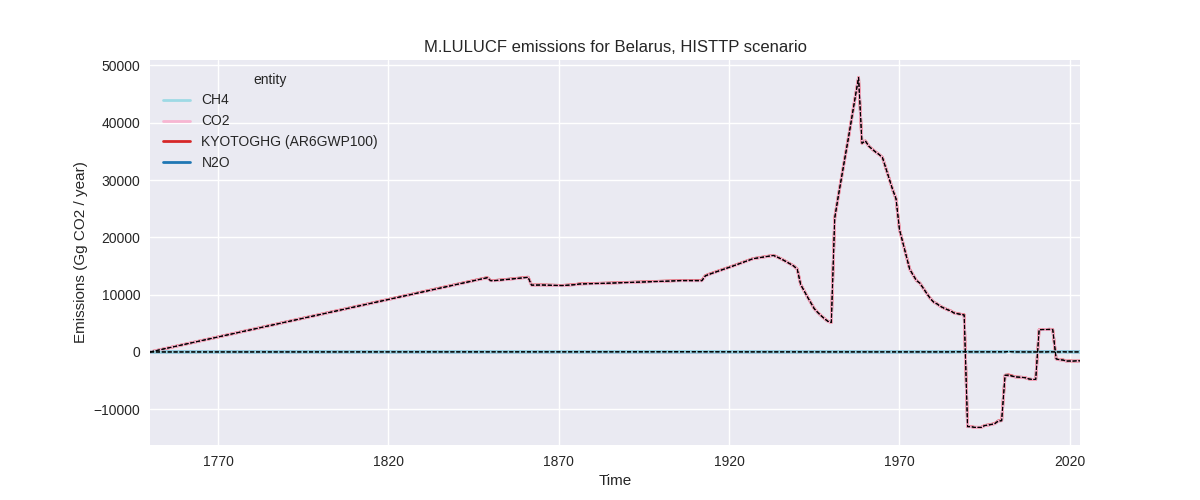 M.LULUCF emissions for Belarus, HISTTP scenario
50000
40000
30000
20000
10000
0
−10000
Emissions (Gg CO2 / year)
entity
CH4
CO2
KYOTOGHG (AR6GWP100)
N2O
1770 1820 1870 1920 1970 2020
Time